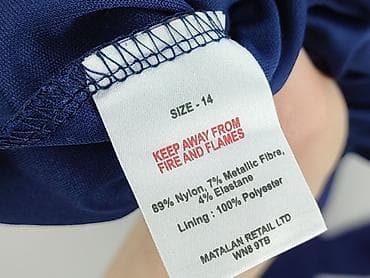 SIZE - 14
KEEP AWAY FROM
FIRE AND FLAMES
89% Nylon, 7% Metallic Fibre,
4% Elastane
Lining : 100% Polyester
MATALAN RETAIL LTD
WN8 9TB